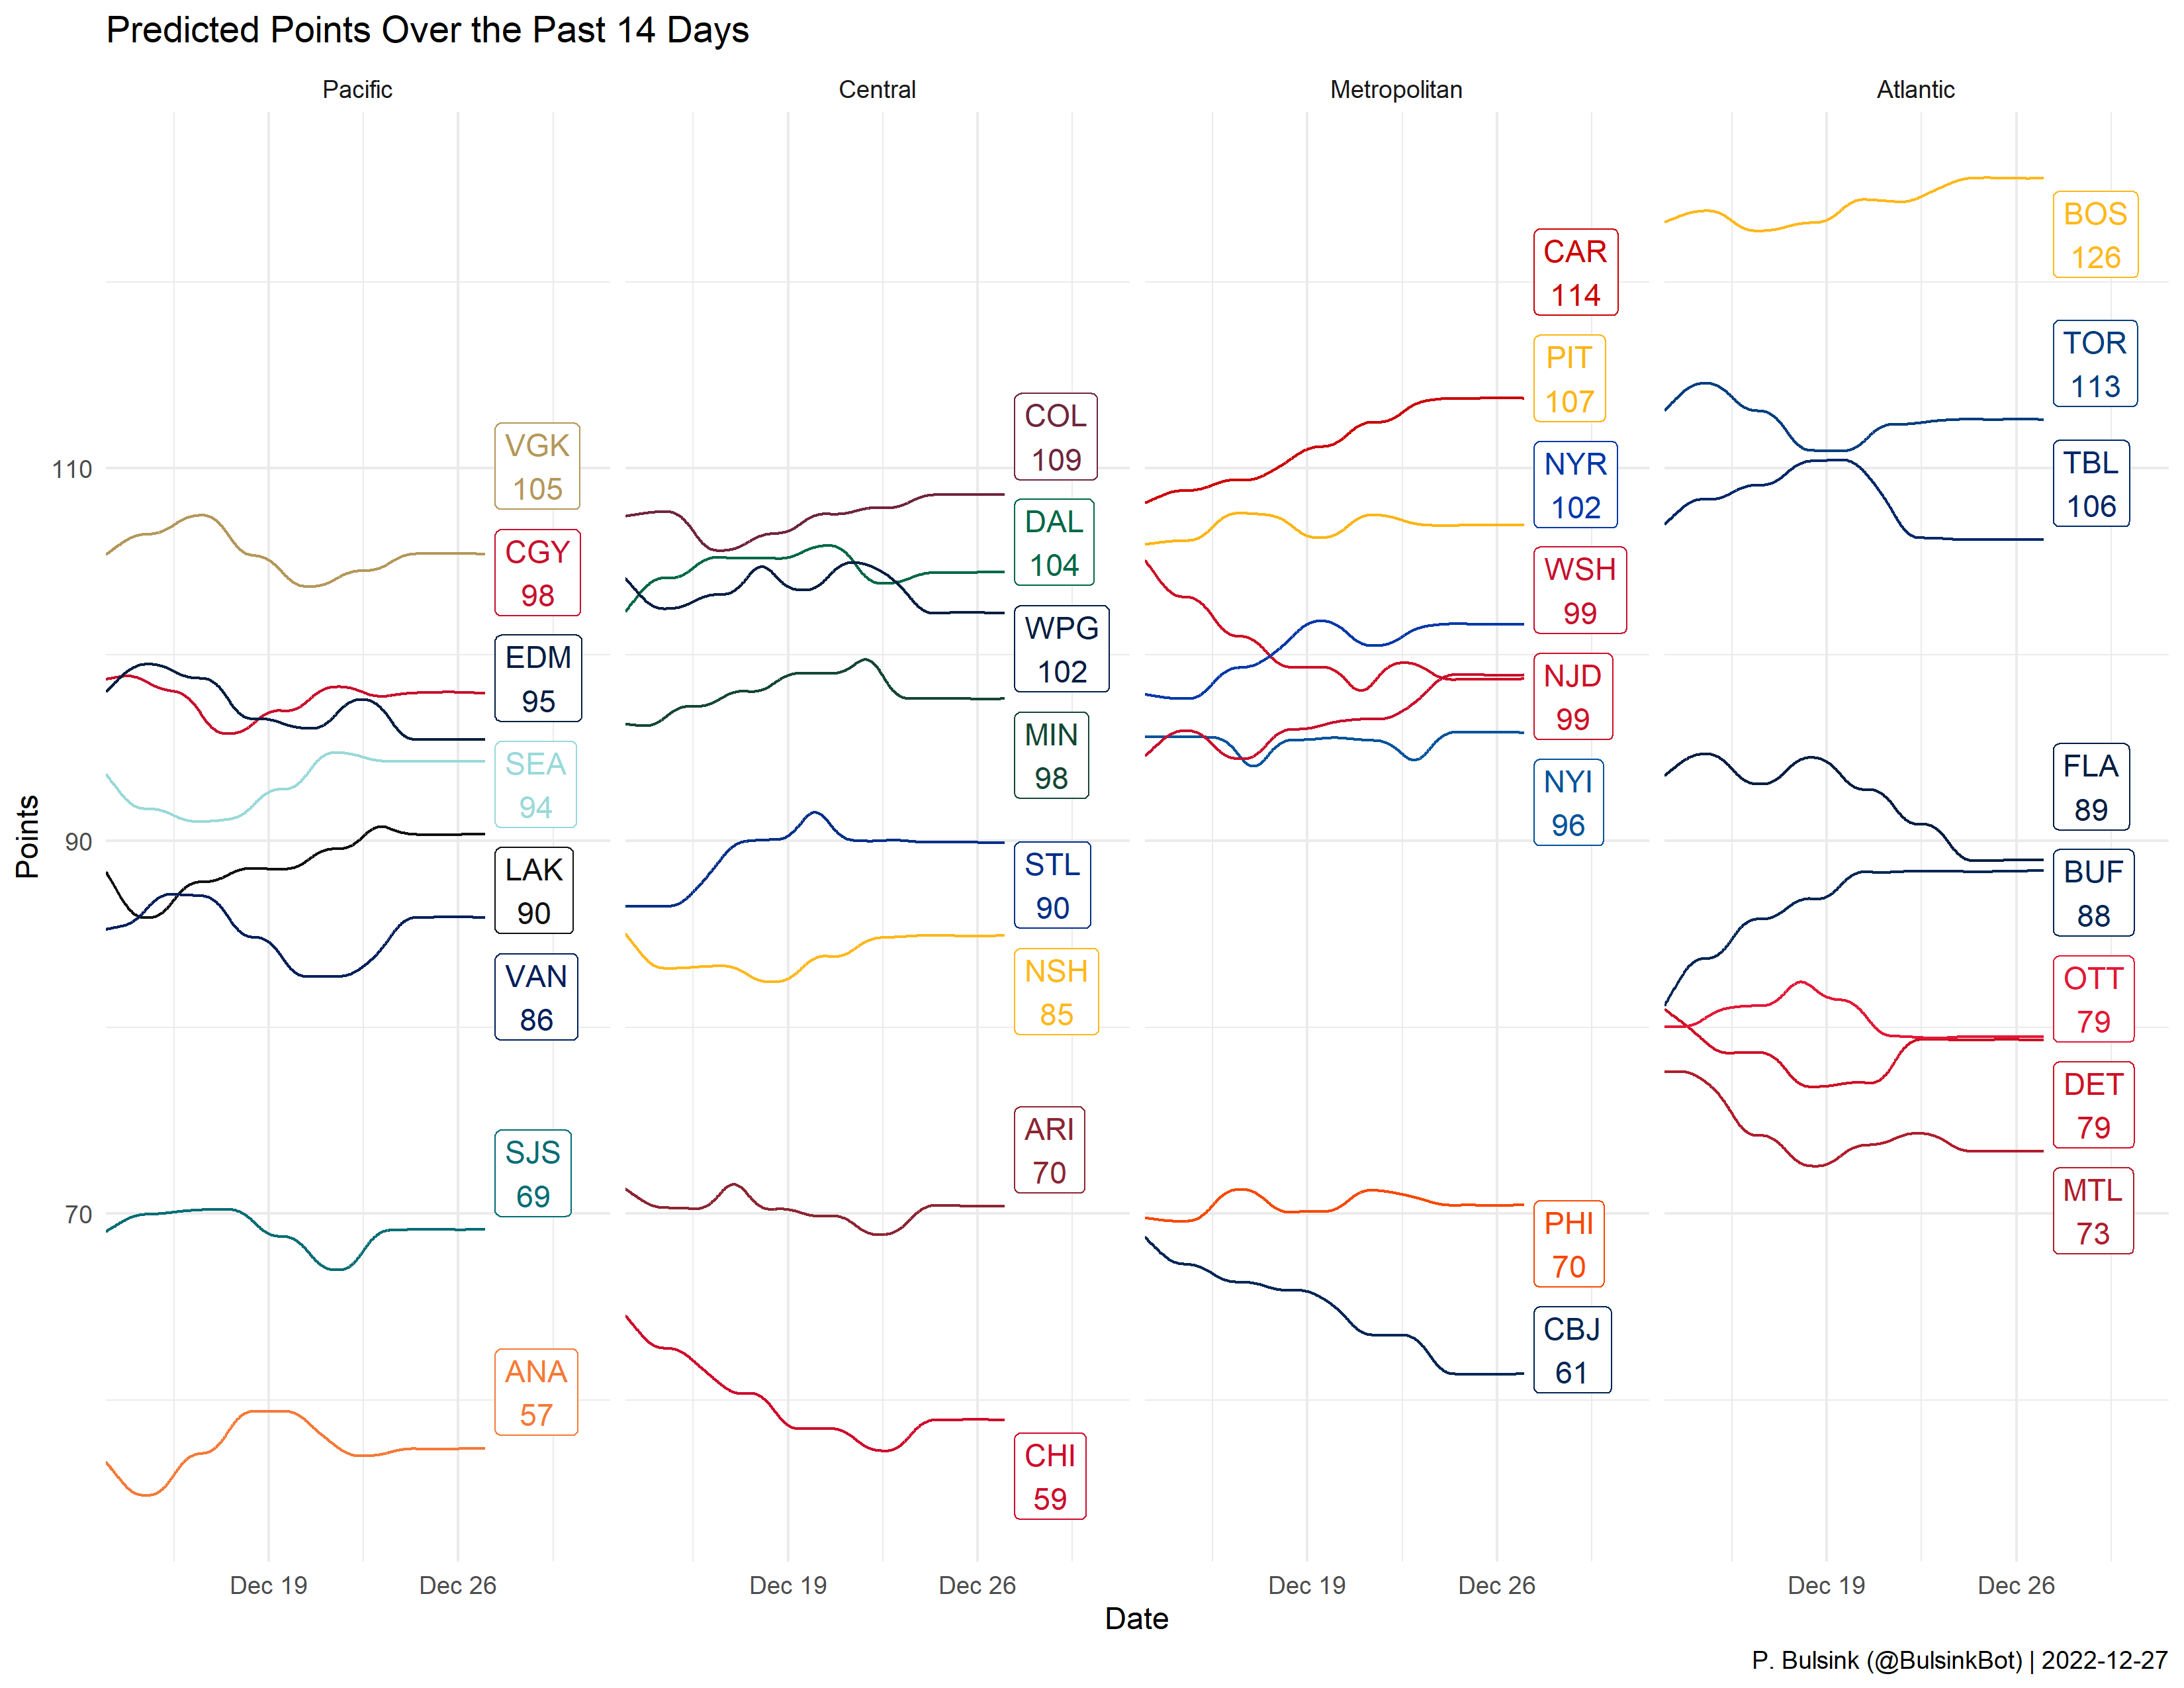 Predicted Points Over the Past 14 Days
Pacific
Central
Metropolitan
Atlantic
Points
110
90
70
VGK
105
CGY
98
EDM
95
SEA
94
LAK
90
VAN
86
SJS
69
ANA
57
COL
109
DAL
104
WPG
102
MIN
98
STL
90
NSH
85
ARI
70
CHI
59
CAR
114
PIT
107
NYR
102
WSH
99
NJD
99
NYI
96
PHI
70
CBJ
61
BOS
126
TOR
113
TBL
106
FLA
89
BUF
88
OTT
79
DET
79
MTL
73
Dec 19
Dec 26
Dec 19
Dec 26
Dec 19
Dec 26
Dec 19
Dec 26
Date
P. Bulsink (@BulsinkBot) | 2022-12-27